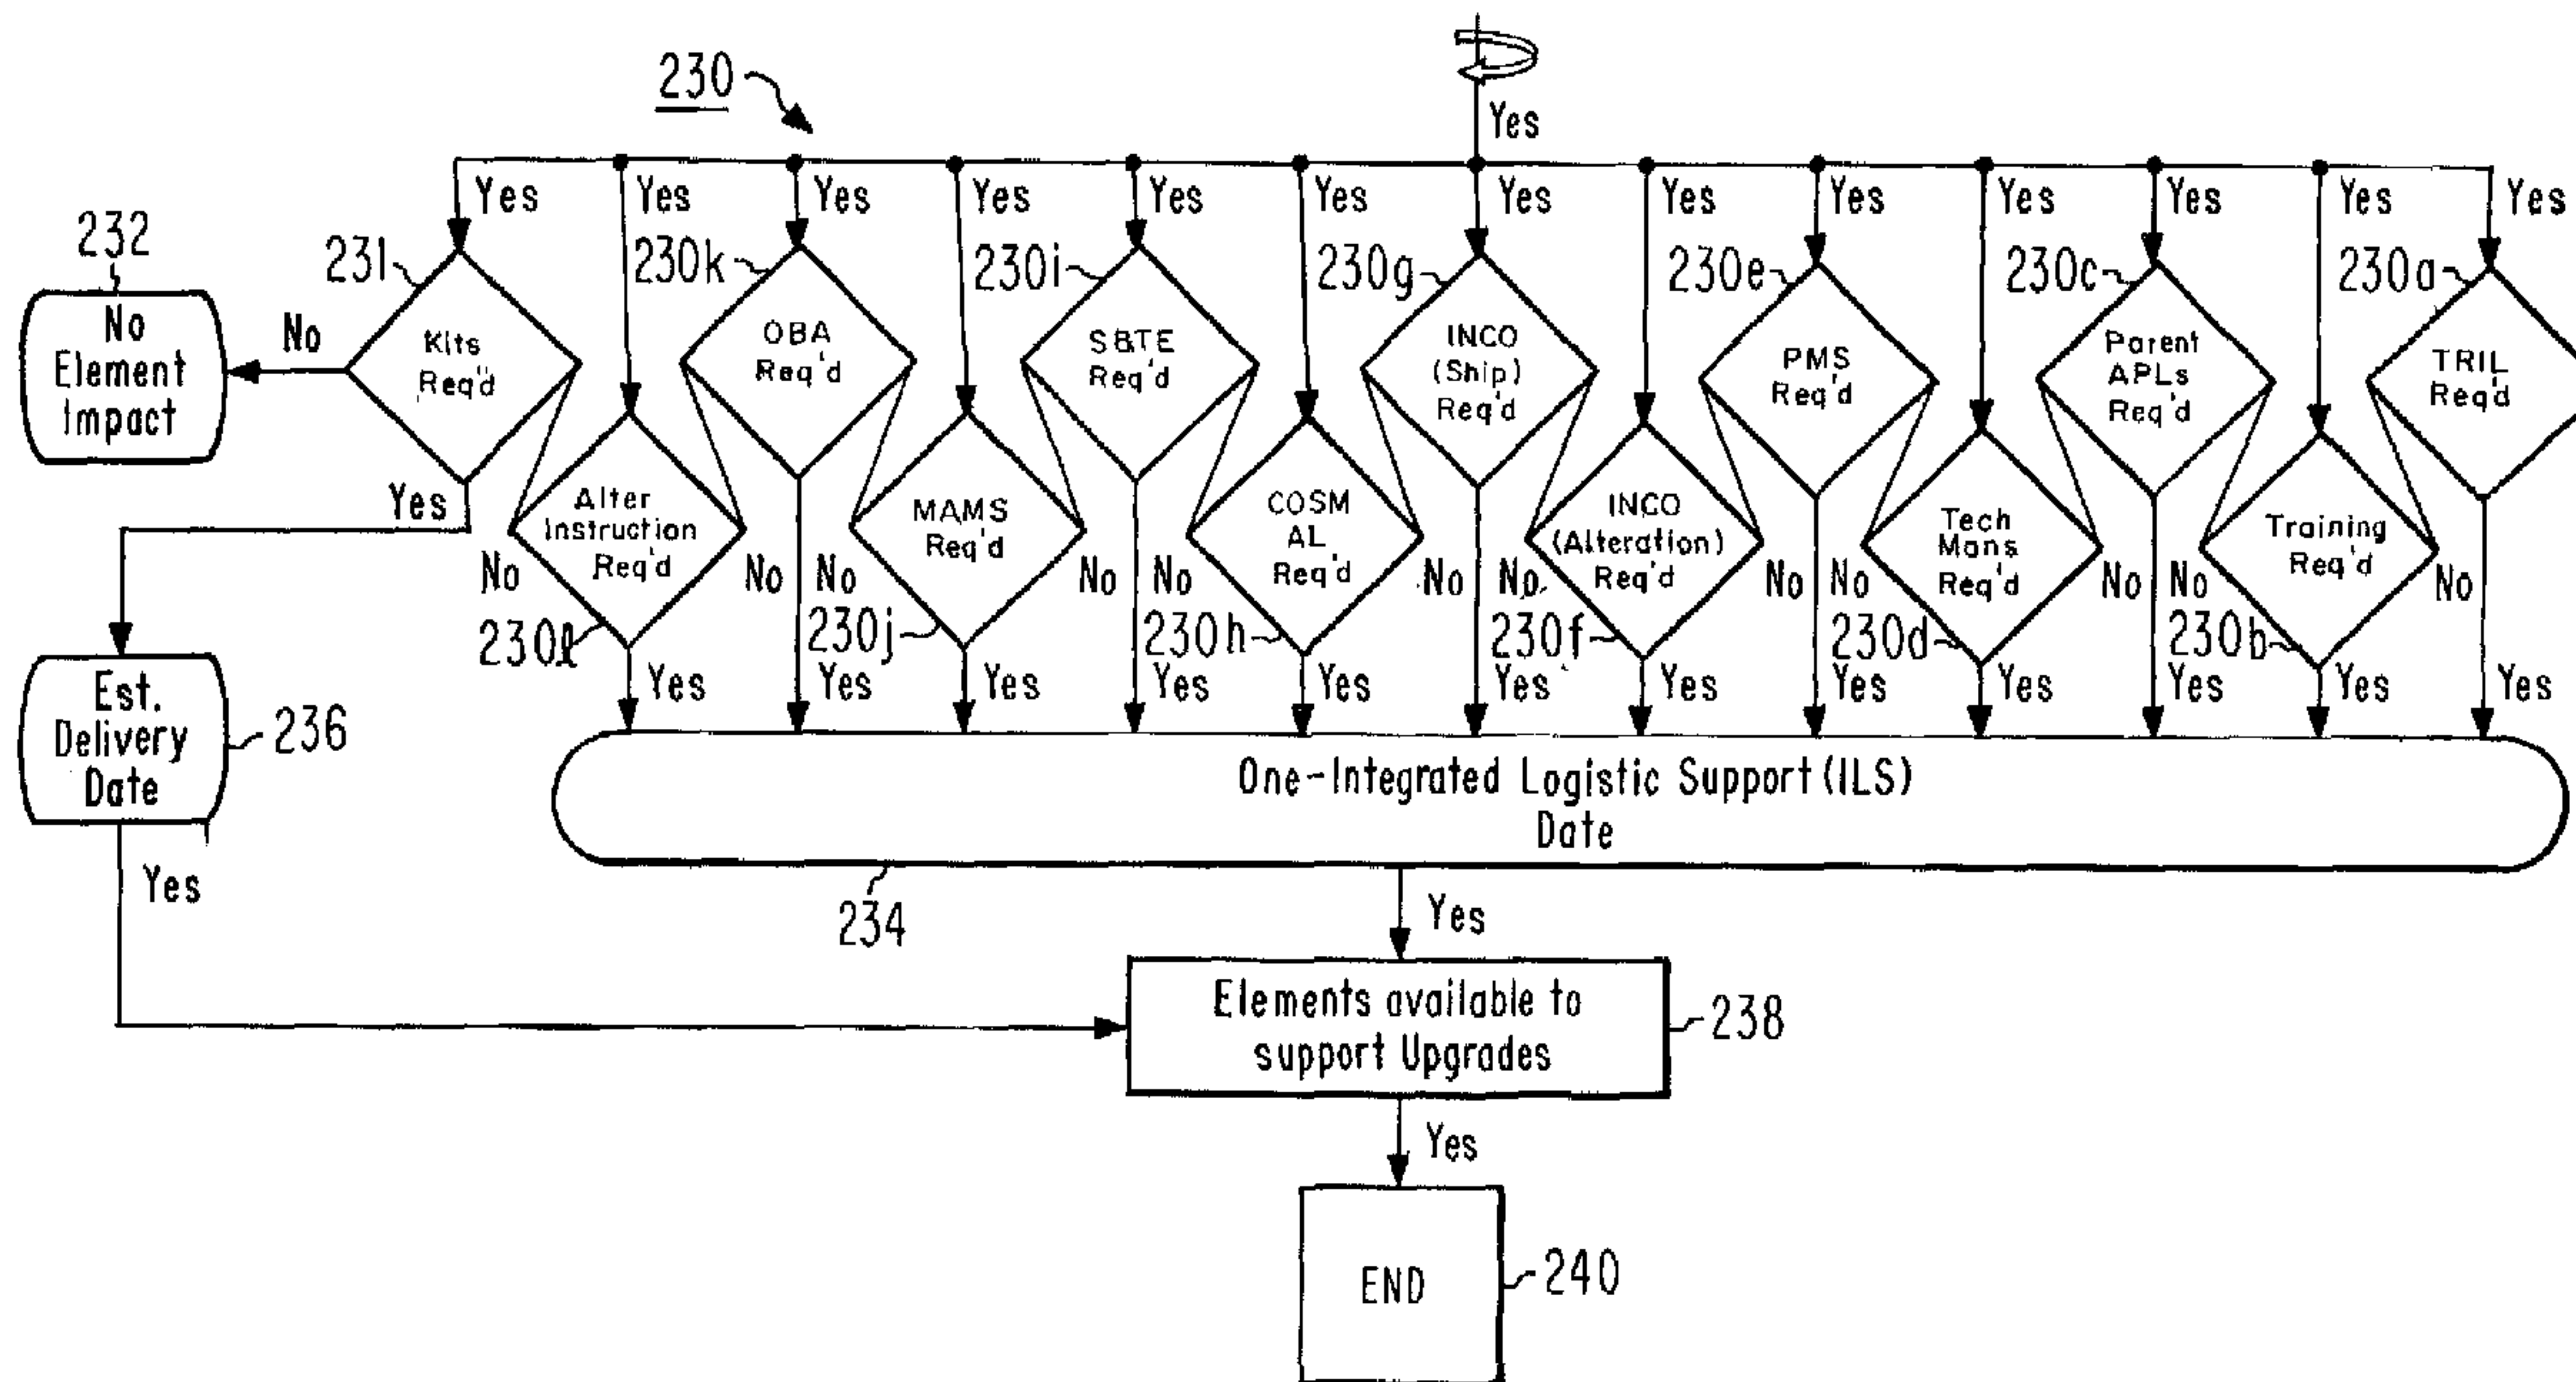 230
Yes
Yes Yes Yes Yes Yes Yes Yes Yes Yes Yes Yes Yes Yes
232
231
230k
230i
230g
230e
230c
230a
No
Element
Impact
No
Kits
Req'd
OBA
Req'd
S&TE
Req'd
INCO
(Ship)
Req'd
PMS
Req'd
Parent
APLs
Req'd
TRIL
Req'd
Yes
Alter
Instruction
Req'd
MAMS
Req'd
COSM
AL
Req'd
INCO
(Alteration)
Req'd
Tech
Mans
Req'd
Training
Req'd
No No No No No No No No No No No No
230l
230j
230h
230f
230d
230b
Yes Yes Yes Yes Yes Yes Yes Yes Yes Yes Yes Yes
Est.
Delivery
Date
236
One-Integrated Logistic Support (ILS)
Date
Yes
234
Yes
Elements available to
support Upgrades
238
Yes
END
240